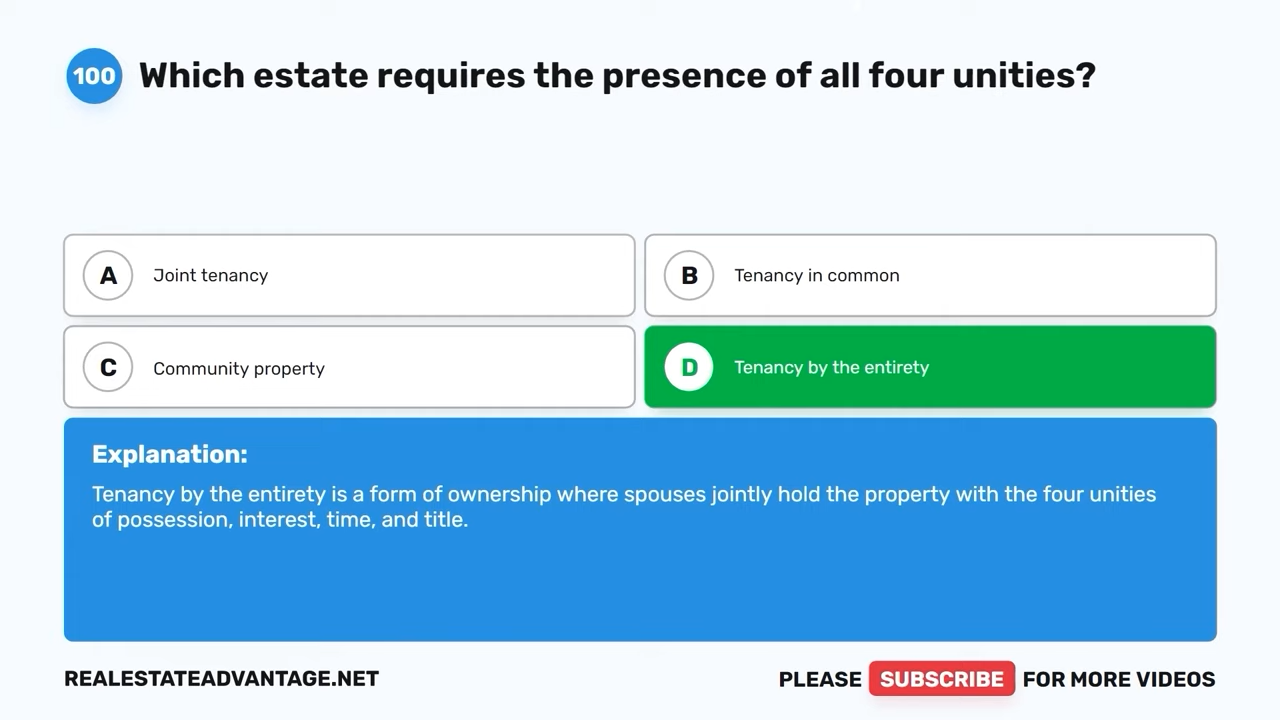 100 Which estate requires the presence of all four unities?
A Joint tenancy
B Tenancy in common
C Community property
D Tenancy by the entirety
Explanation:
Tenancy by the entirety is a form of ownership where spouses jointly hold the property with the four unities
of possession, interest, time, and title.
REALESTATEADVANTAGE.NET
PLEASE SUBSCRIBE FOR MORE VIDEOS